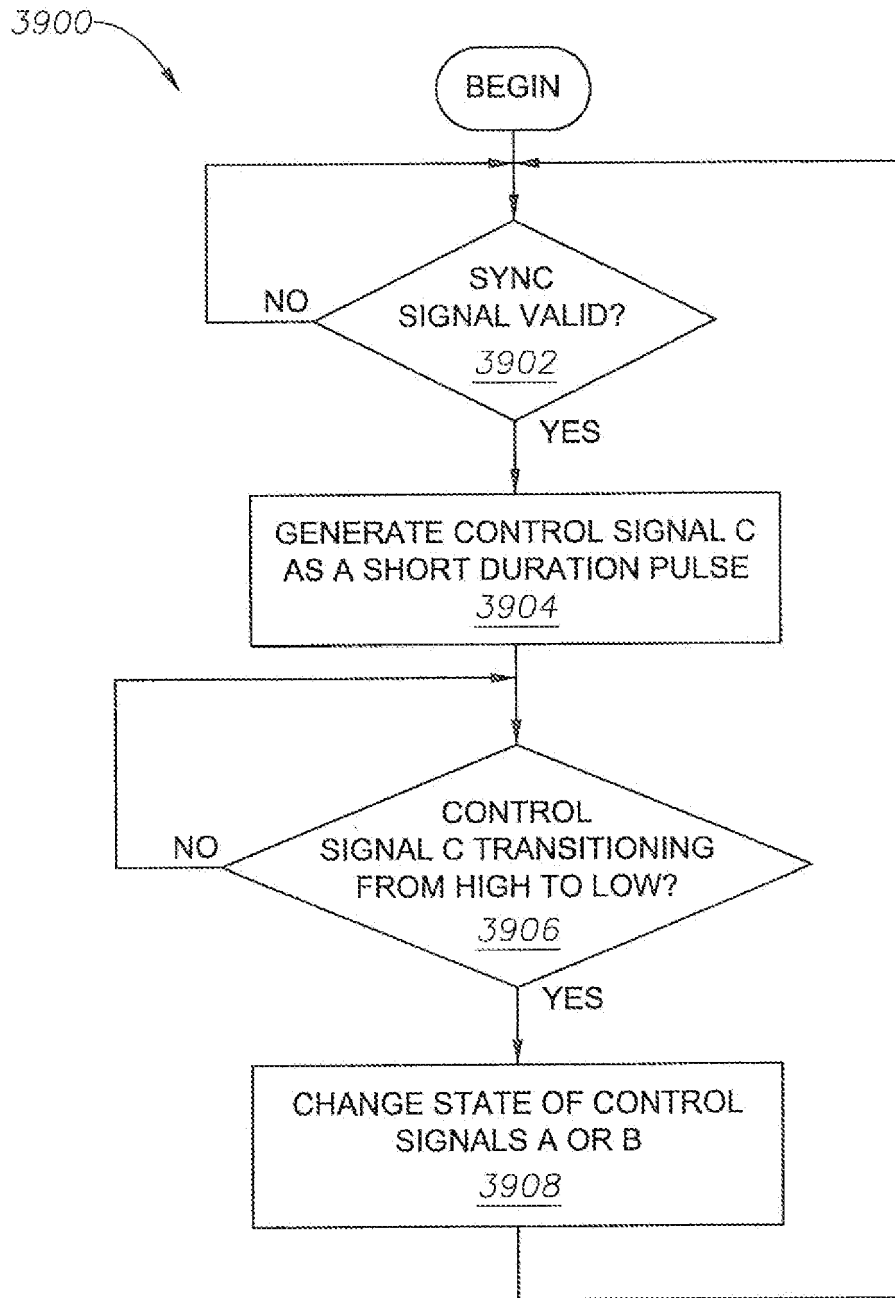 3900
BEGIN
SYNC
SIGNAL VALID?
3902
NO
YES
GENERATE CONTROL SIGNAL C
AS A SHORT DURATION PULSE
3904
CONTROL
SIGNAL C TRANSITIONING
FROM HIGH TO LOW?
3906
NO
YES
CHANGE STATE OF CONTROL
SIGNALS A OR B
3908